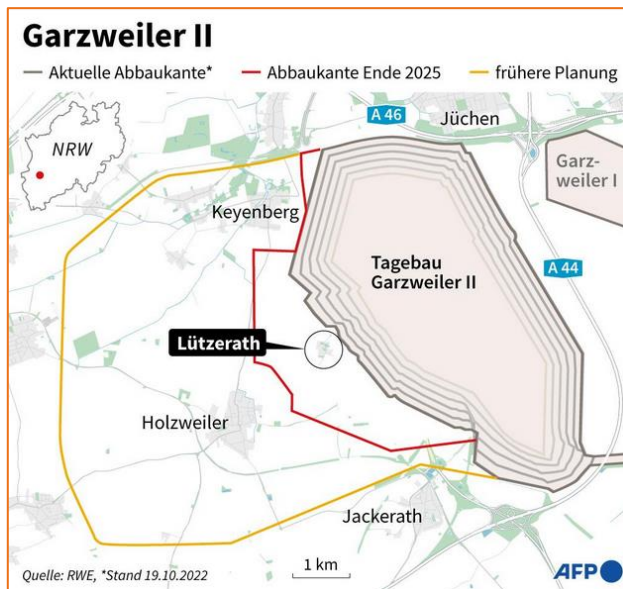 Garzweiler II
Aktuelle Abbaukante*
Abbaukante Ende 2025
frühere Planung
NRW
A 46
Jüchen
Garz-
weiler I
Keyenberg
Tagebau
Garzweiler II
A 44
Lützerath
Holzweiler
Jackerath
Quelle: RWE, *Stand 19.10.2022
1 km
AFP